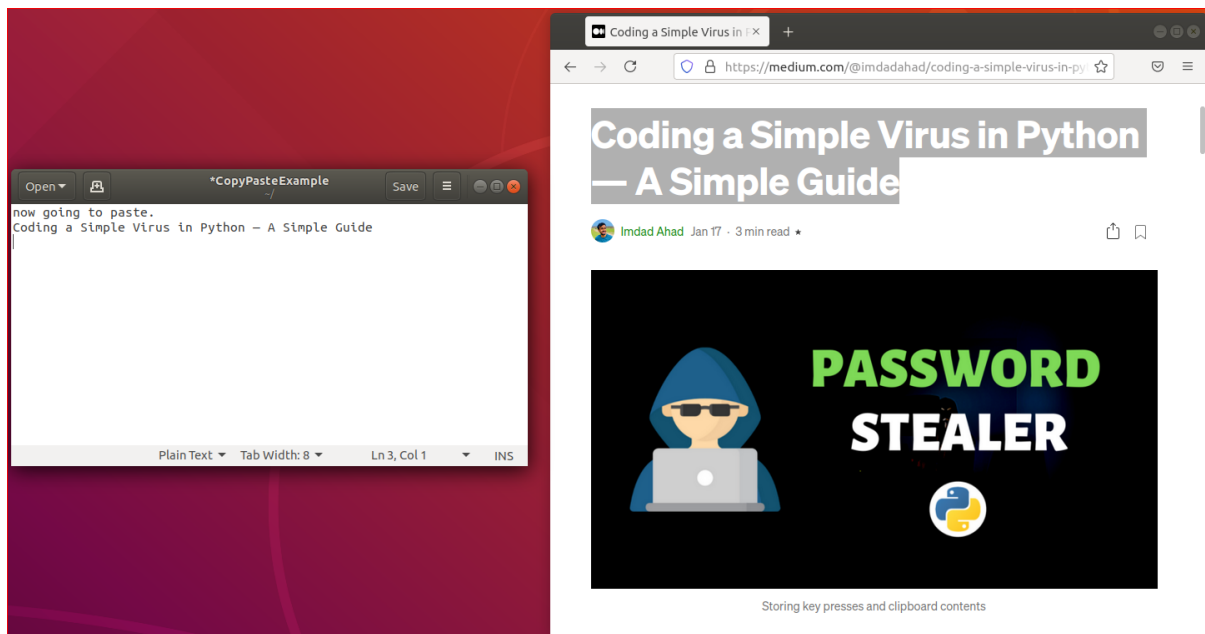 Open
*CopyPasteExample
~/
Save
now going to paste.
Coding a Simple Virus in Python — A Simple Guide
Plain Text
Tab Width: 8
Ln 3, Col 1
INS
Coding a Simple Virus in P
https://medium.com/@imdadahad/coding-a-simple-virus-in-py
Coding a Simple Virus in Python
— A Simple Guide
Imdad Ahad Jan 17 · 3 min read
PASSWORD
STEALER
Storing key presses and clipboard contents